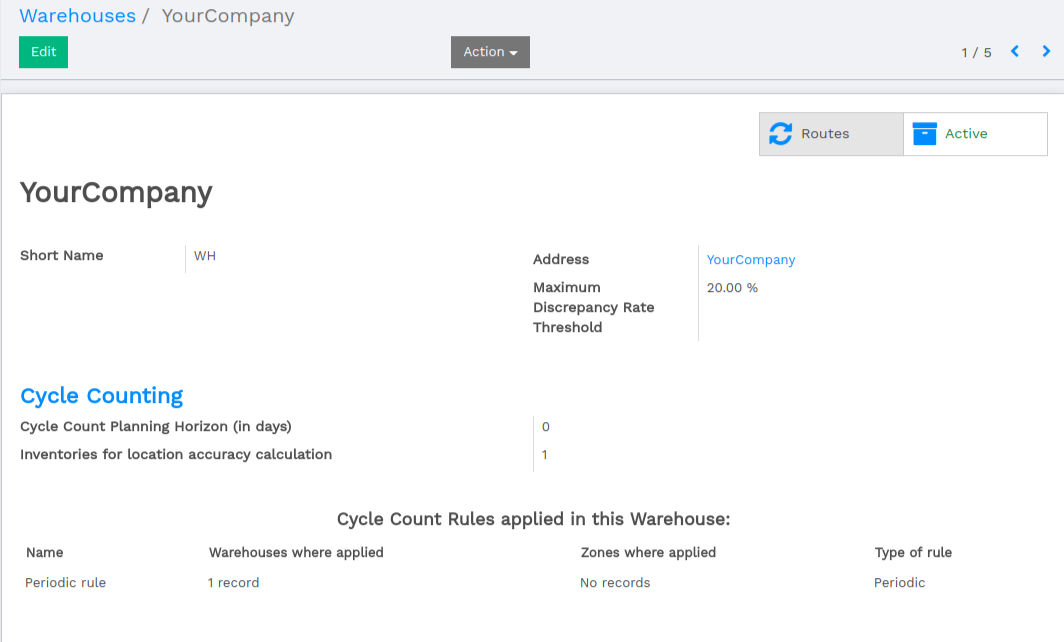 Warehouses / YourCompany
Edit
Action
1 / 5
Routes
Active
YourCompany
Short Name
WH
Address
YourCompany
Maximum
Discrepancy Rate
Threshold
20.00 %
Cycle Counting
Cycle Count Planning Horizon (in days)
0
Inventories for location accuracy calculation
1
Cycle Count Rules applied in this Warehouse:
Name Warehouses where applied Zones where applied Type of rule
Periodic rule 1 record No records Periodic